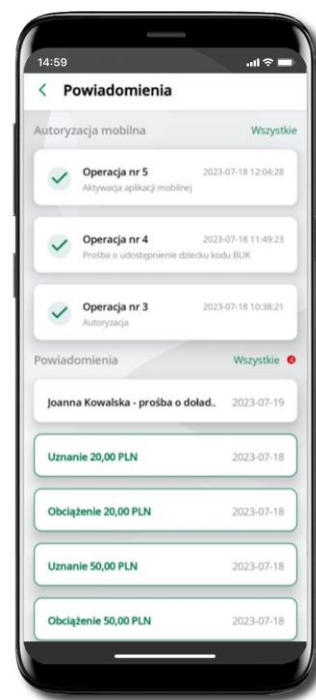 14:59
Powiadomienia
Autoryzacja mobilna Wszystkie
Operacja nr 5 2023-07-18 12:04:28
Aktywacja aplikacji mobilnej
Operacja nr 4 2023-07-18 11:49:23
Prośba o udostępnienie dziecku kodu BLIK
Operacja nr 3 2023-07-18 10:38:21
Autoryzacja
Powiadomienia Wszystkie 4
Joanna Kowalska - prośba o doład.. 2023-07-19
Uznanie 20,00 PLN 2023-07-18
Obciążenie 20,00 PLN 2023-07-18
Uznanie 50,00 PLN 2023-07-18
Obciążenie 50,00 PLN 2023-07-18